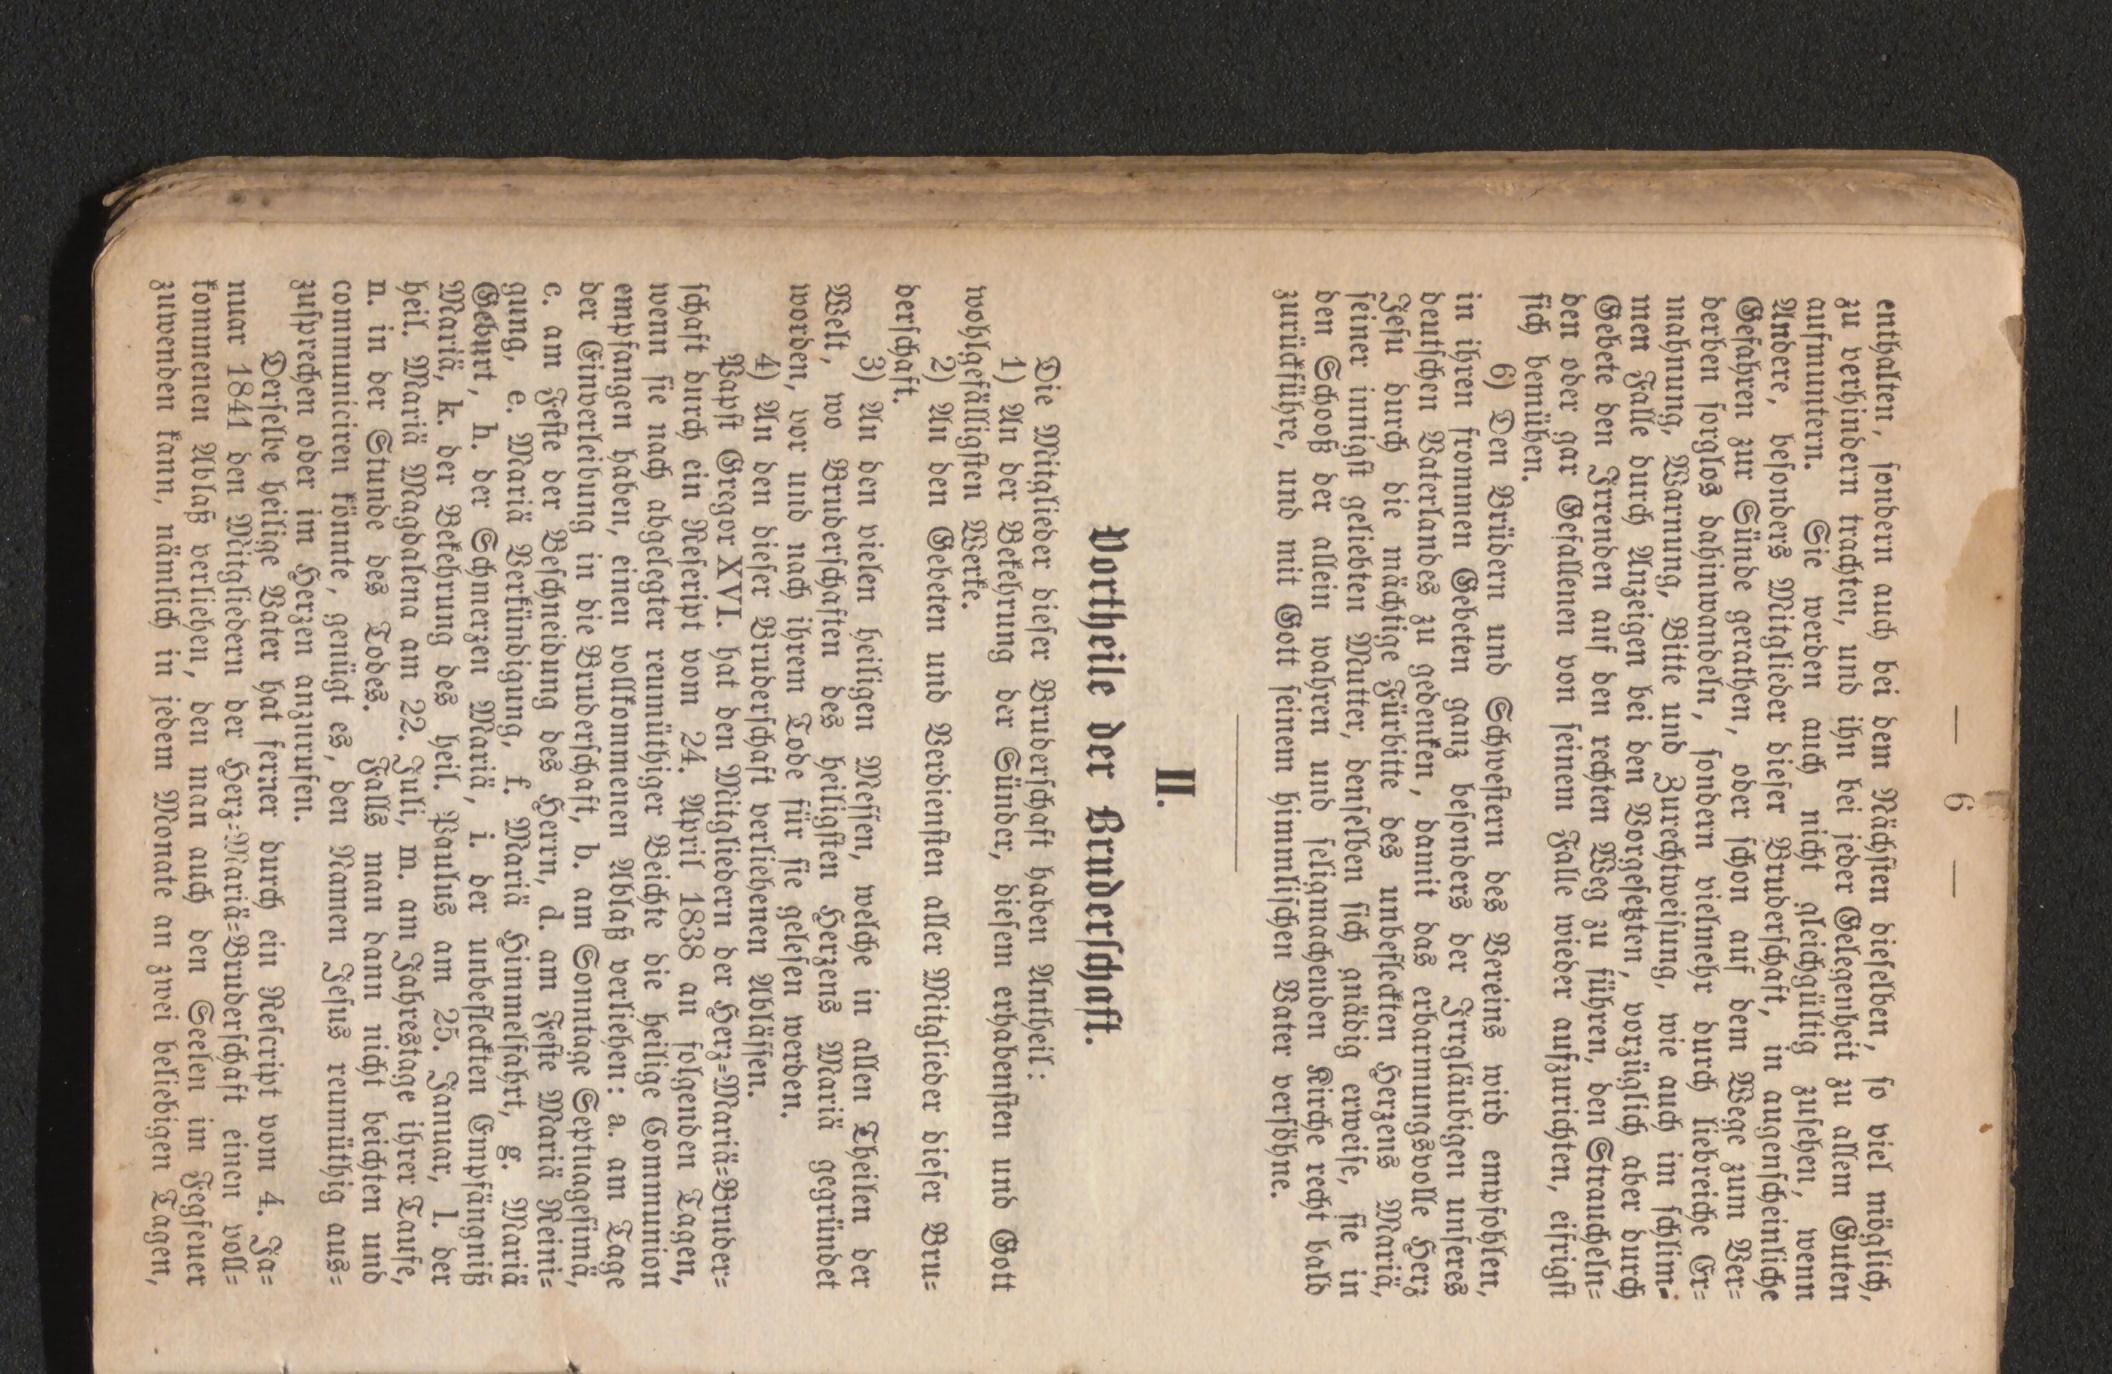 — 6 —
enthalten, sondern auch bei dem Nächsten dieselben, so viel möglich,
zu verhindern trachten, und ihn bei jeder Gelegenheit zu allem Guten
aufmuntern. Sie werden auch nicht gleichgültig zusehen, wenn
Andere, besonders Mitglieder dieser Bruderschaft, in augenscheinliche
Gefahren zur Sünde gerathen, oder schon auf dem Wege zum Ver-
derben sorglos dahinwandeln, sondern vielmehr durch liebreiche Er-
mahnung, Warnung, Bitte und Zurechtweisung, wie auch im schlim-
men Falle durch Anzeigen bei den Vorgesetzten, vorzüglich aber durch
Gebete den Irrenden auf den rechten Weg zu führen, den Straucheln-
den oder gar Gefallenen von seinem Falle wieder aufzurichten, eifrigst
sich bemühen.
6) Den Brüdern und Schwestern des Vereins wird empfohlen,
in ihren frommen Gebeten ganz besonders der Irrgläubigen unseres
deutschen Vaterlandes zu gedenken, damit das erbarmungsvolle Herz
Jesu durch die mächtige Fürbitte des unbefleckten Herzens Mariä,
seiner innigst geliebten Mutter, denselben sich gnädig erweise, sie in
den Schooß der allein wahren und seligmachenden Kirche recht bald
zurückführe, und mit Gott seinem himmlischen Vater versöhne.
II.
Vortheile der Bruderschaft.
Die Mitglieder dieser Bruderschaft haben Antheil:
1) An der Bekehrung der Sünder, diesem erhabensten und Gott
wohlgefälligsten Werke.
2) An den Gebeten und Verdiensten aller Mitglieder dieser Bru-
derschaft.
3) An den vielen heiligen Messen, welche in allen Theilen der
Welt, wo Bruderschaften des heiligsten Herzens Mariä gegründet
worden, vor und nach ihrem Tode für sie gelesen werden.
4) An den dieser Bruderschaft verliehenen Ablässen.
Papst Gregor XVI. hat den Mitgliedern der Herz-Mariä-Bruder-
schaft durch ein Rescript vom 24. April 1838 an folgenden Tagen,
wenn sie nach abgelegter reumüthiger Beichte die heilige Communion
empfangen haben, einen vollkommenen Ablaß verliehen: a. am Tage
der Einverleibung in die Bruderschaft, b. am Sonntage Septuagesimä,
c. am Feste der Beschneidung des Herrn, d. am Feste Mariä Reini-
gung, e. Mariä Verkündigung, f. Mariä Himmelfahrt, g. Mariä
Geburt, h. der Schmerzen Mariä, i. der unbefleckten Empfängniß
Mariä, k. der Bekehrung des heil. Paulus am 25. Januar, l. der
heil. Mariä Magdalena am 22. Juli, m. am Jahrestage ihrer Taufe,
n. in der Stunde des Todes. Falls man dann nicht beichten und
communiciren könnte, genügt es, den Namen Jesus reumüthig aus-
zusprechen oder im Herzen anzurufen.
Derselbe heilige Vater hat ferner durch ein Rescript vom 4. Ja-
nuar 1841 den Mitgliedern der Herz-Mariä-Bruderschaft einen voll-
kommenen Ablaß verliehen, den man auch den Seelen im Fegfeuer
zuwenden kann, nämlich in jedem Monate an zwei beliebigen Tagen,